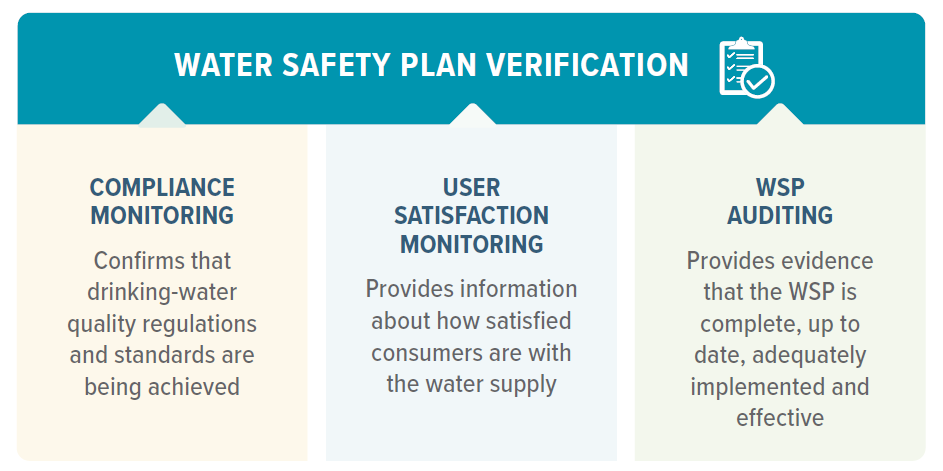 WATER SAFETY PLAN VERIFICATION
COMPLIANCE
MONITORING
Confirms that
drinking-water
quality regulations
and standards are
being achieved
USER
SATISFACTION
MONITORING
Provides information
about how satisfied
consumers are with
the water supply
WSP
AUDITING
Provides evidence
that the WSP is
complete, up to
date, adequately
implemented and
effective